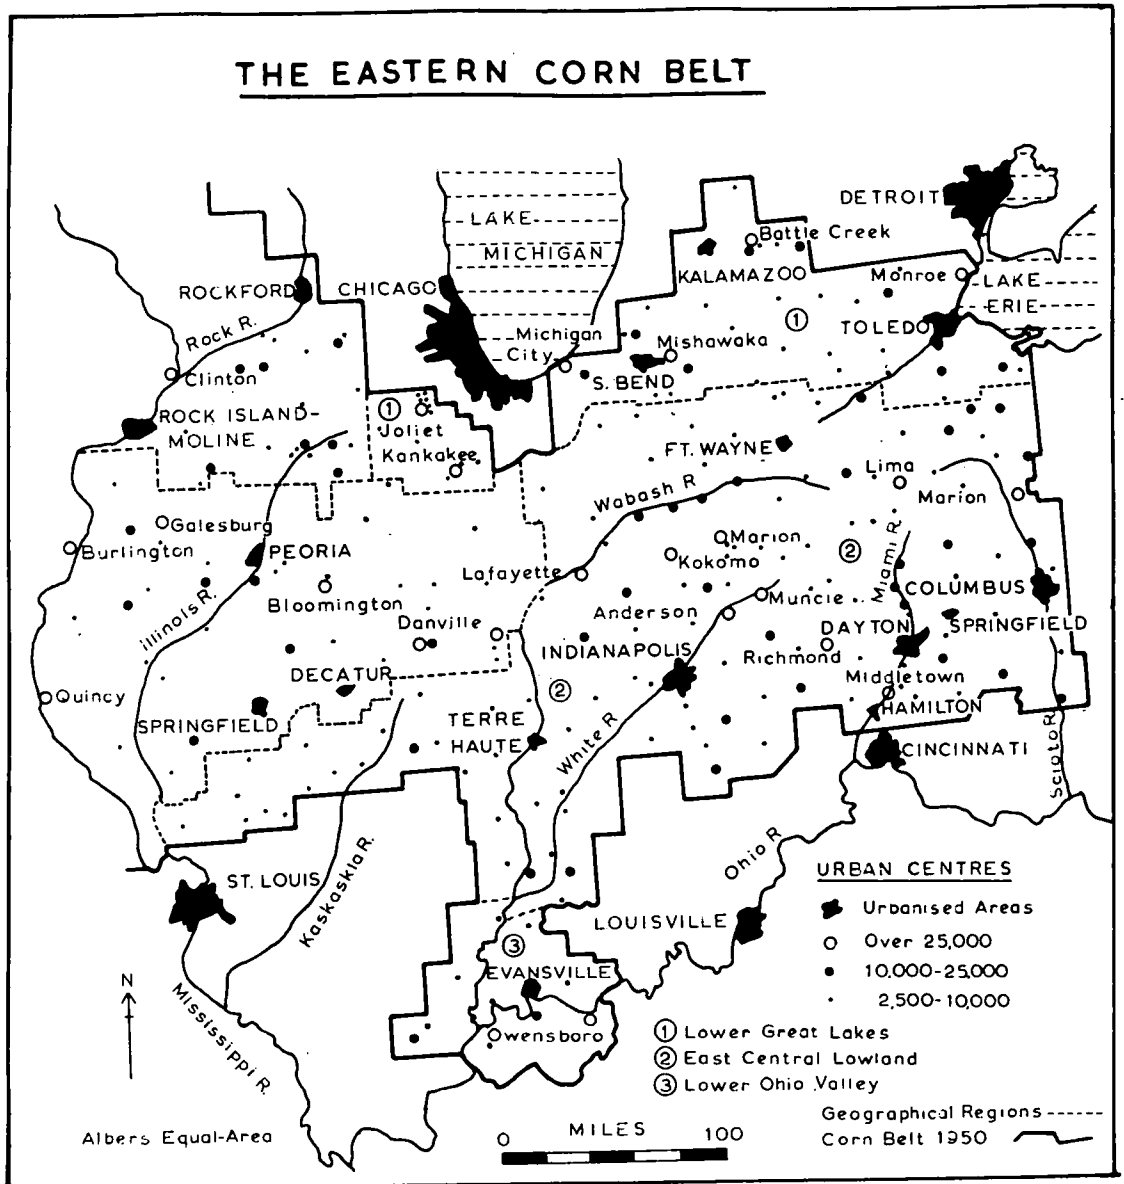 THE EASTERN CORN BELT
DETROIT
LAKE
MICHIGAN
Battle Creek
KALAMAZOO
Monroe
LAKE
ERIE
ROCKFORD
CHICAGO
①
TOLEDO
Rock R.
Michigan
City
Mishawaka
S. BEND
Clinton
ROCK ISLAND-
MOLINE
①
Joliet
Kankakee
FT. WAYNE
Lima
Marion
Wabash R
Galesburg
Burlington
PEORIA
Marion
Kokomo
②
Miami R.
Lafayette
COLUMBUS
Illinois R.
Bloomington
Anderson
Muncie
Danville
DAYTON
SPRINGFIELD
INDIANAPOLIS
Richmond
DECATUR
②
Middletown
Quincy
HAMILTON
SPRINGFIELD
TERRE
HAUTE
White R
CINCINNATI
Scioto R
Ohio R
ST. LOUIS
Kaskaskia R.
LOUISVILLE
③
EVANSVILLE
Owensboro
Mississippi R.
N
URBAN CENTRES
Urbanised Areas
Over 25,000
10,000-25,000
2,500-10,000
① Lower Great Lakes
② East Central Lowland
③ Lower Ohio Valley
Geographical Regions
Corn Belt 1950
Albers Equal-Area
0 MILES 100